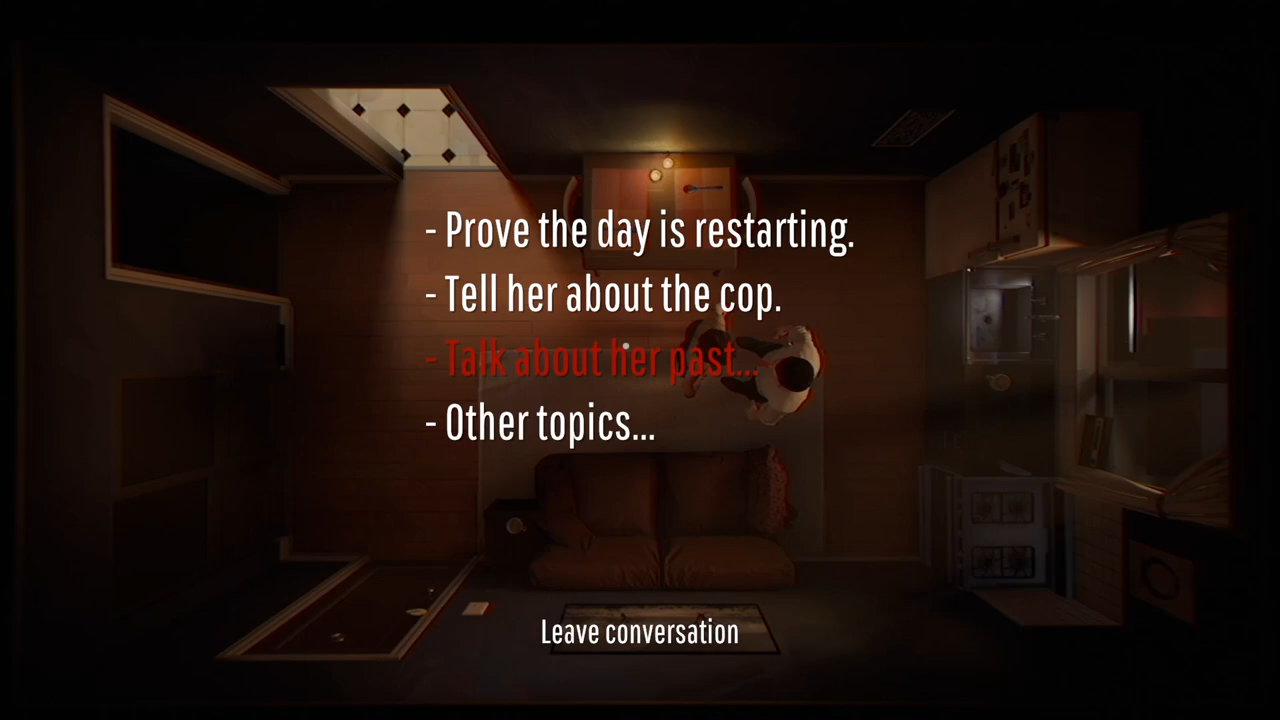 - Prove the day is restarting.
- Tell her about the cop.
- Talk about her past...
- Other topics...
Leave conversation